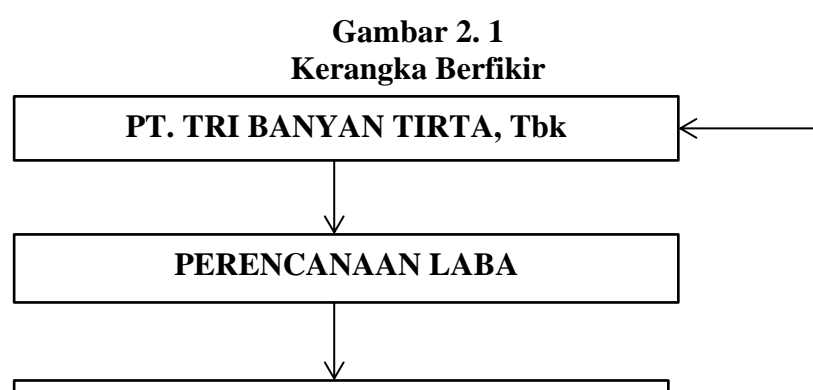 Gambar 2. 1
Kerangka Berfikir
PT. TRI BANYAN TIRTA, Tbk
PERENCANAAN LABA